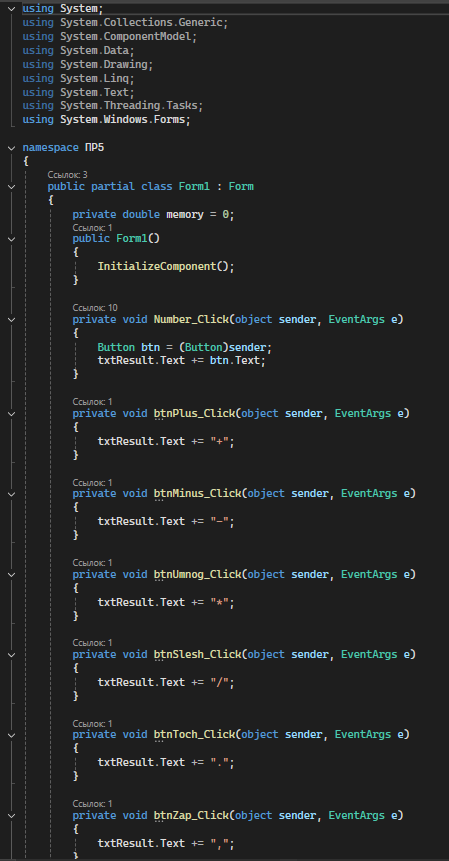 using System;
using System.Collections.Generic;
using System.ComponentModel;
using System.Data;
using System.Drawing;
using System.Linq;
using System.Text;
using System.Threading.Tasks;
using System.Windows.Forms;
namespace ПР5
{
Ссылок: 3
public partial class Form1 : Form
{
private double memory = 0;
Ссылок: 1
public Form1()
{
InitializeComponent();
}
Ссылок: 10
private void Number_Click(object sender, EventArgs e)
{
Button btn = (Button)sender;
txtResult.Text += btn.Text;
}
Ссылок: 1
private void btnPlus_Click(object sender, EventArgs e)
{
txtResult.Text += "+";
}
Ссылок: 1
private void btnMinus_Click(object sender, EventArgs e)
{
txtResult.Text += "-";
}
Ссылок: 1
private void btnUmnog_Click(object sender, EventArgs e)
{
txtResult.Text += "*";
}
Ссылок: 1
private void btnSlesh_Click(object sender, EventArgs e)
{
txtResult.Text += "/";
}
Ссылок: 1
private void btnToch_Click(object sender, EventArgs e)
{
txtResult.Text += ".";
}
Ссылок: 1
private void btnZap_Click(object sender, EventArgs e)
{
txtResult.Text += ",";
}